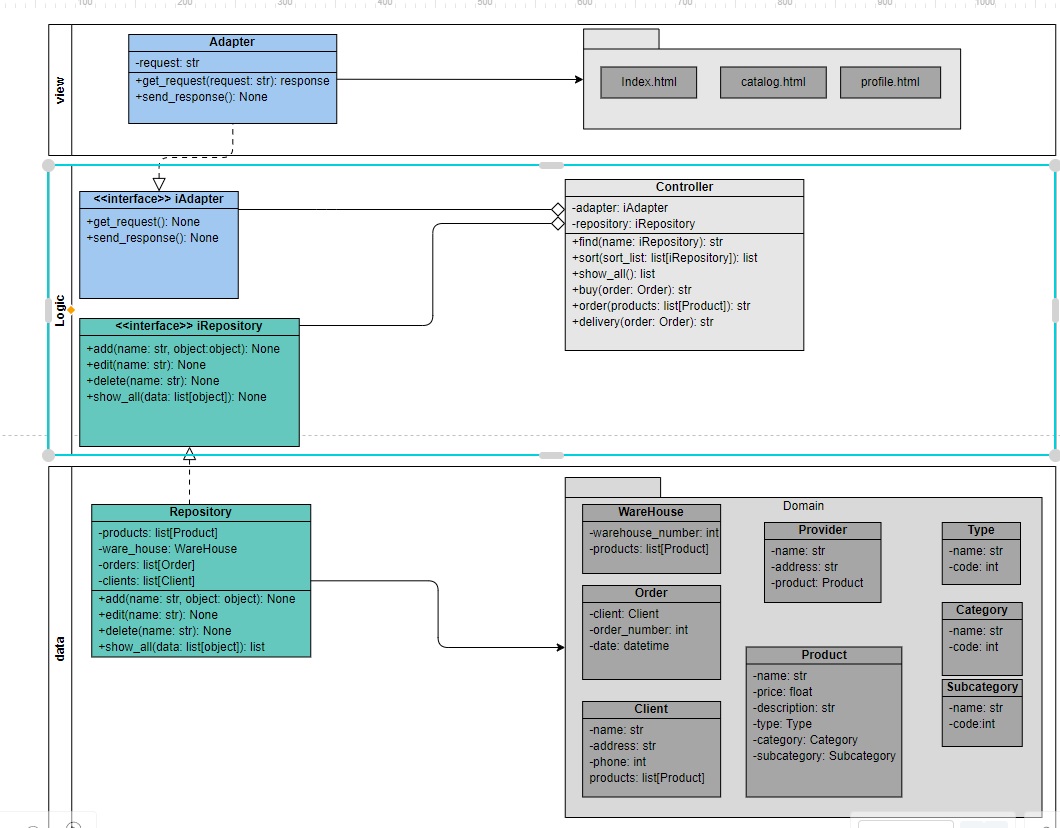 100
200
300
400
500
600
700
800
900
1000
view
Adapter
-request: str
+get_request(request: str): response
+send_response(): None
Index.html
catalog.html
profile.html
Logic
<<interface>> iAdapter
+get_request(): None
+send_response(): None
Controller
-adapter: iAdapter
-repository: iRepository
+find(name: iRepository): str
+sort(sort_list: list[iRepository]): list
+show_all(): list
+buy(order: Order): str
+order(products: list[Product]): str
+delivery(order: Order): str
<<interface>> iRepository
+add(name: str, object:object): None
+edit(name: str): None
+delete(name: str): None
+show_all(data: list[object]): None
data
Repository
-products: list[Product]
-ware_house: WareHouse
-orders: list[Order]
-clients: list[Client]
+add(name: str, object: object): None
+edit(name: str): None
+delete(name: str): None
+show_all(data: list[object]): list
Domain
WareHouse
-warehouse_number: int
-products: list[Product]
Order
-client: Client
-order_number: int
-date: datetime
Client
-name: str
-address: str
-phone: int
products: list[Product]
Provider
-name: str
-address: str
-product: Product
Product
-name: str
-price: float
-description: str
-type: Type
-category: Category
-subcategory: Subcategory
Type
-name: str
-code: int
Category
-name: str
-code: int
Subcategory
-name: str
-code:int